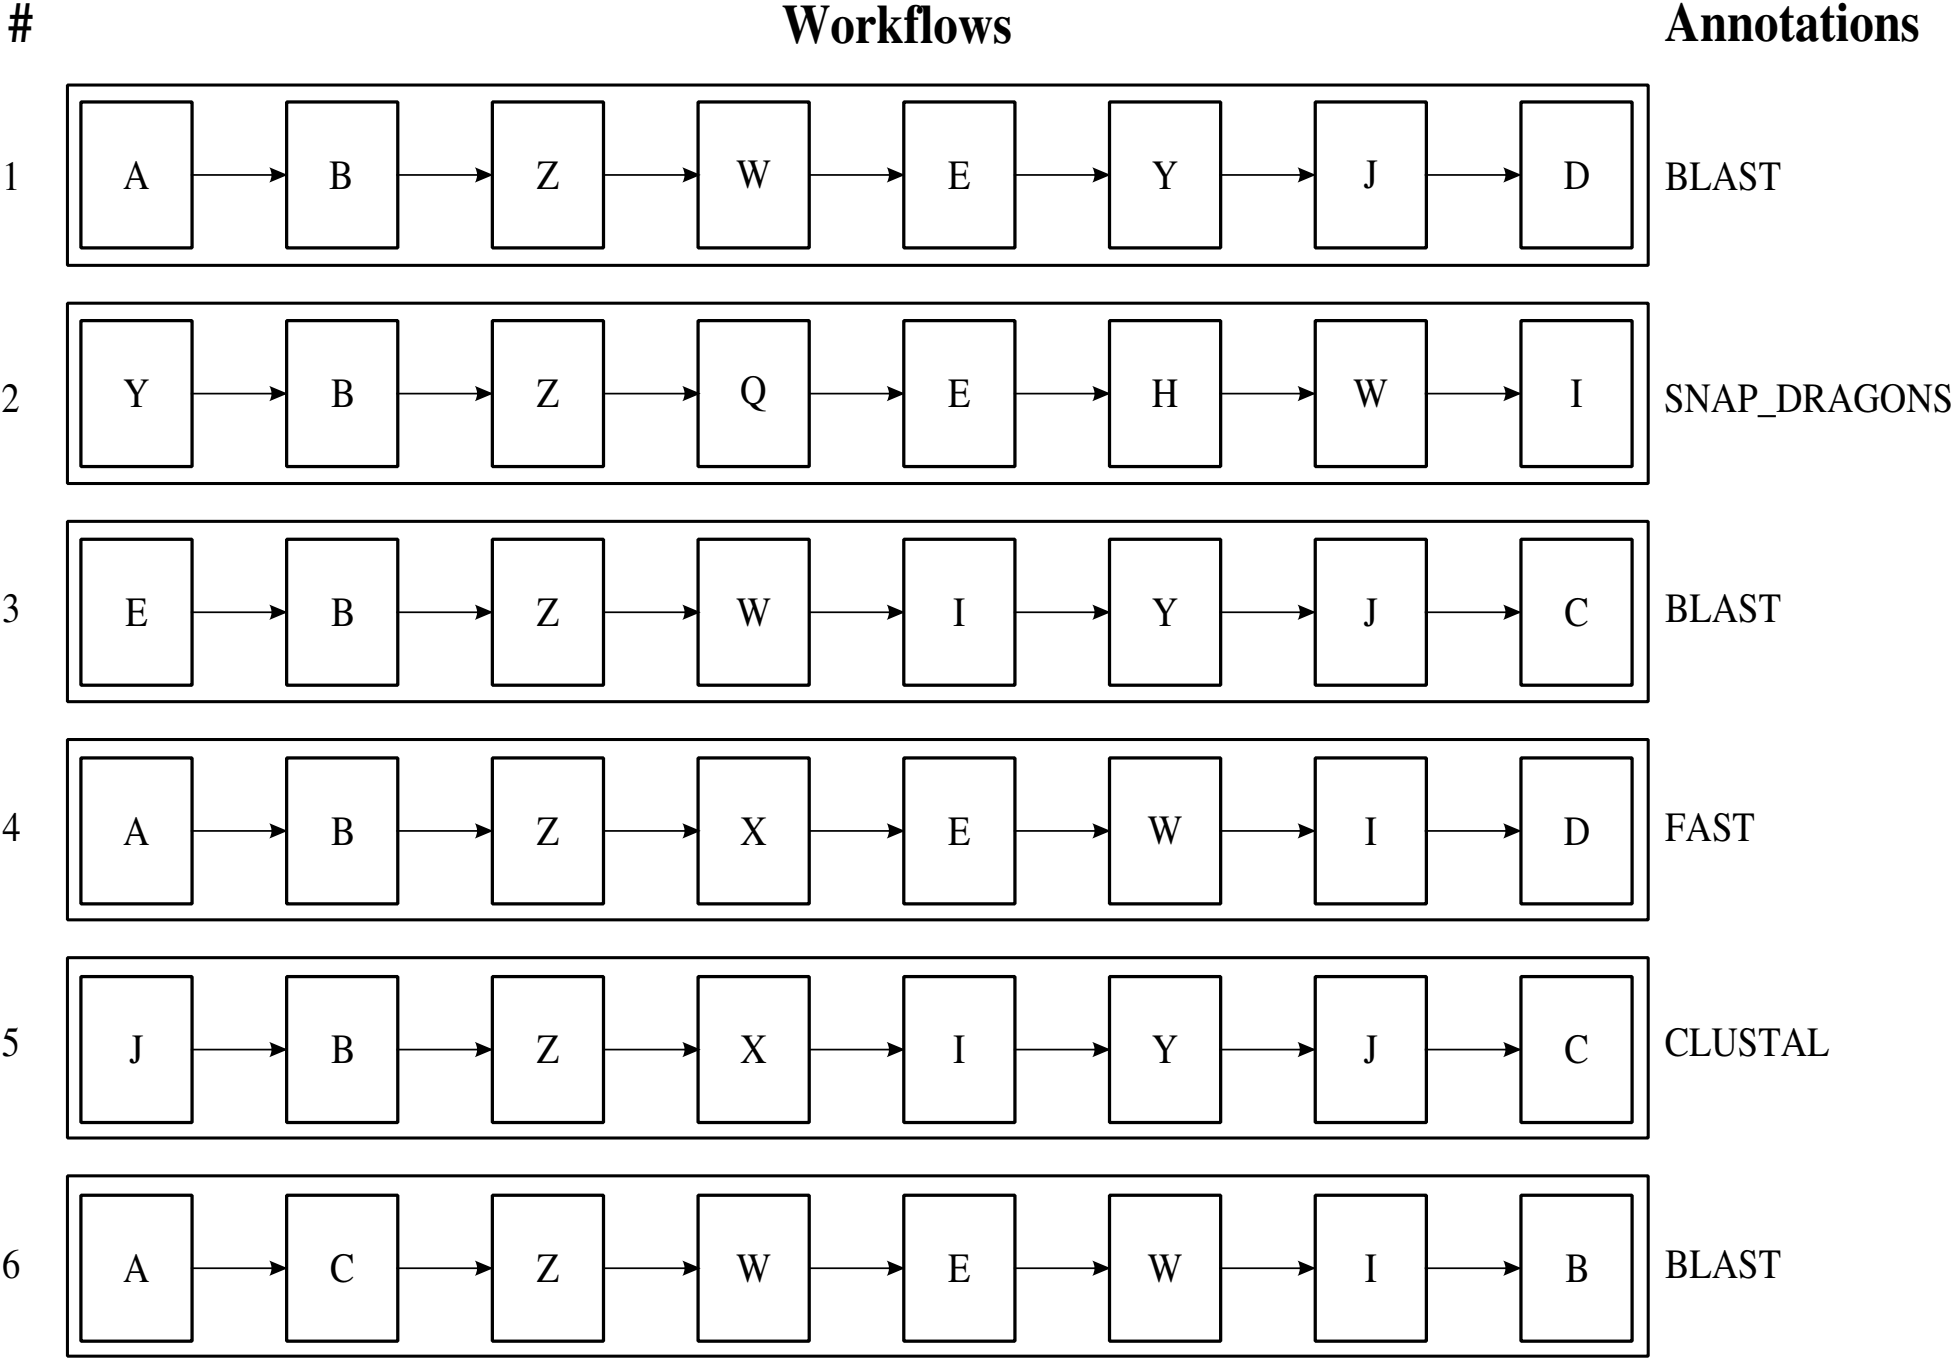 # Workflows Annotations
1 A B Z W E Y J D BLAST
2 Y B Z Q E H W I SNAP_DRAGONS
3 E B Z W I Y J C BLAST
4 A B Z X E W I D FAST
5 J B Z X I Y J C CLUSTAL
6 A C Z W E W I B BLAST